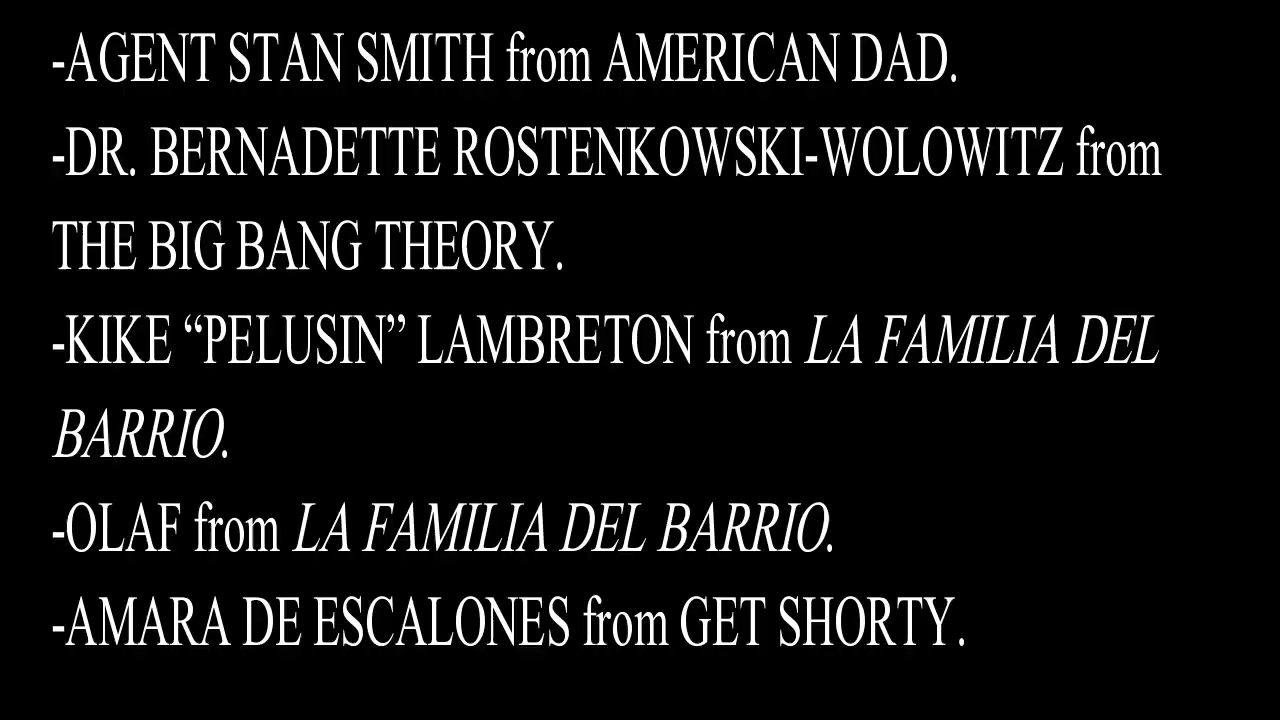 -AGENT STAN SMITH from AMERICAN DAD.
-DR. BERNADETTE ROSTENKOWSKI-WOLOWITZ from
THE BIG BANG THEORY.
-KIKE “PELUSIN” LAMBRETON from LA FAMILIA DEL
BARRIO.
-OLAF from LA FAMILIA DEL BARRIO.
-AMARA DE ESCALONES from GET SHORTY.